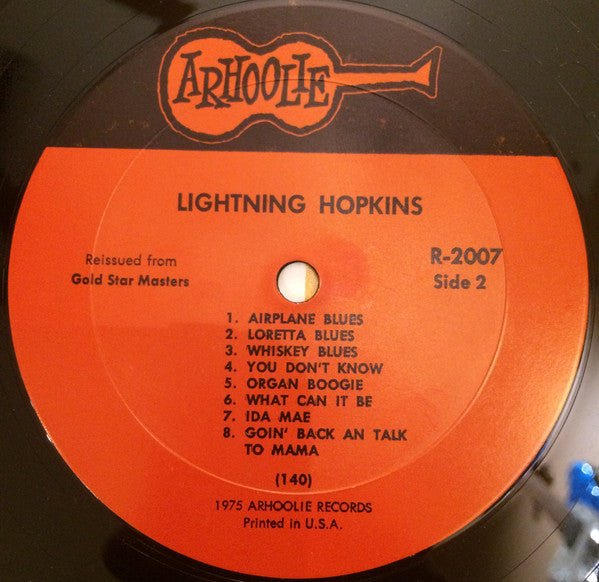 ARHOOLIE
LIGHTNING HOPKINS
Reissued from
Gold Star Masters
R-2007
Side 2
1. AIRPLANE BLUES
2. LORETTA BLUES
3. WHISKEY BLUES
4. YOU DON'T KNOW
5. ORGAN BOOGIE
6. WHAT CAN IT BE
7. IDA MAE
8. GOIN' BACK AN TALK
TO MAMA
(140)
1975 ARHOOLIE RECORDS
Printed in U.S.A.